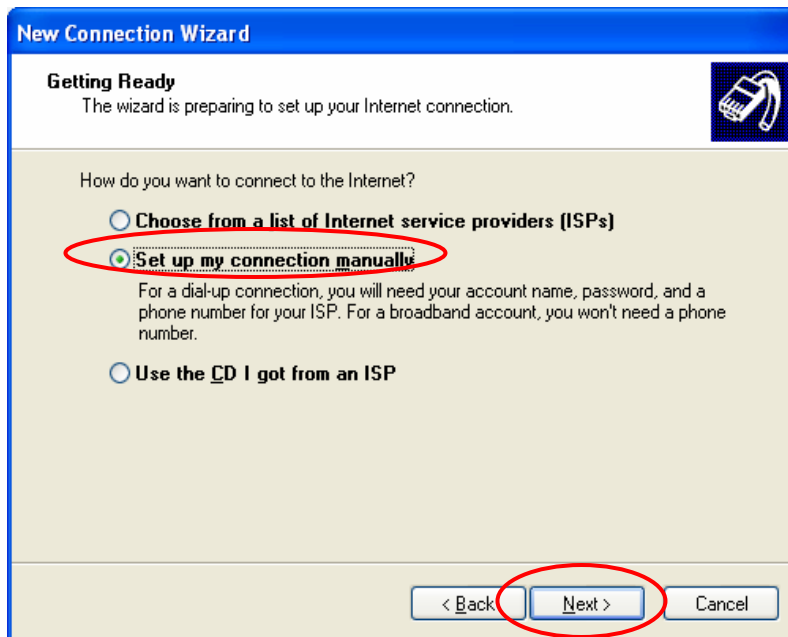 New Connection Wizard
Getting Ready
The wizard is preparing to set up your Internet connection.
How do you want to connect to the Internet?
Choose from a list of Internet service providers (ISPs)
Set up my connection manually
For a dial-up connection, you will need your account name, password, and a
phone number for your ISP. For a broadband account, you won't need a phone
number.
Use the CD I got from an ISP
< Back Next > Cancel